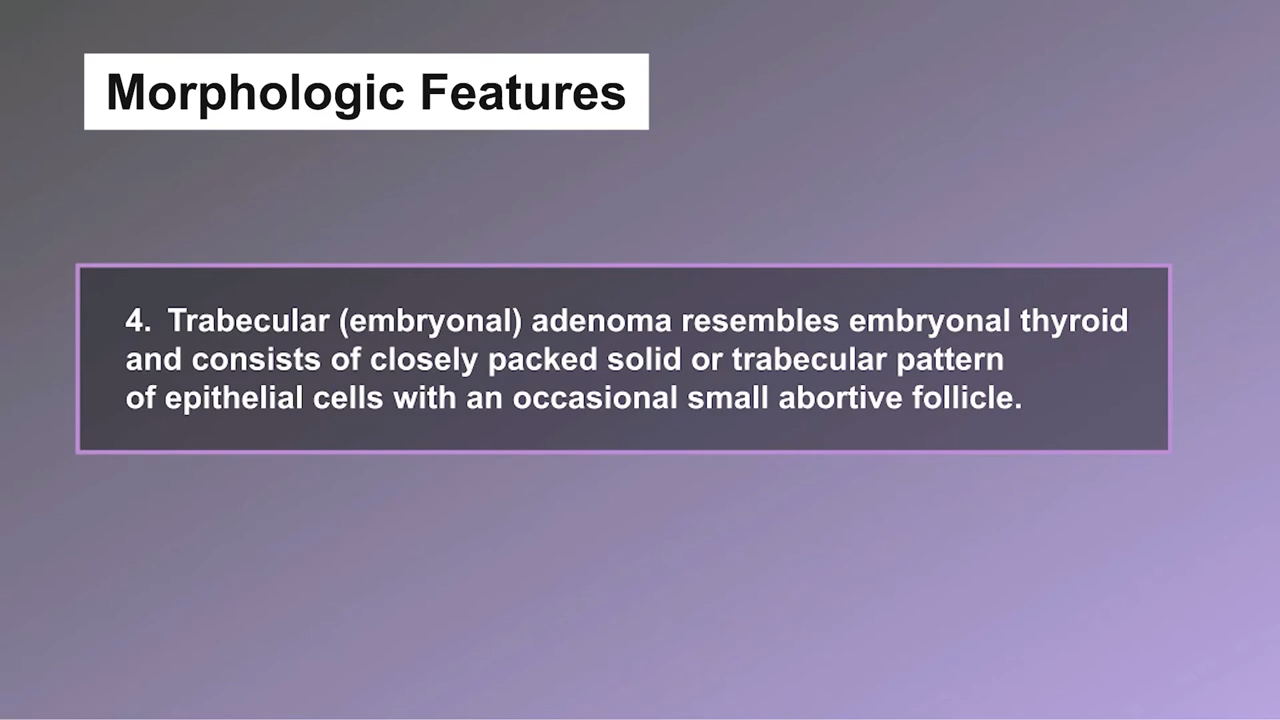 Morphologic Features
4. Trabecular (embryonal) adenoma resembles embryonal thyroid
and consists of closely packed solid or trabecular pattern
of epithelial cells with an occasional small abortive follicle.